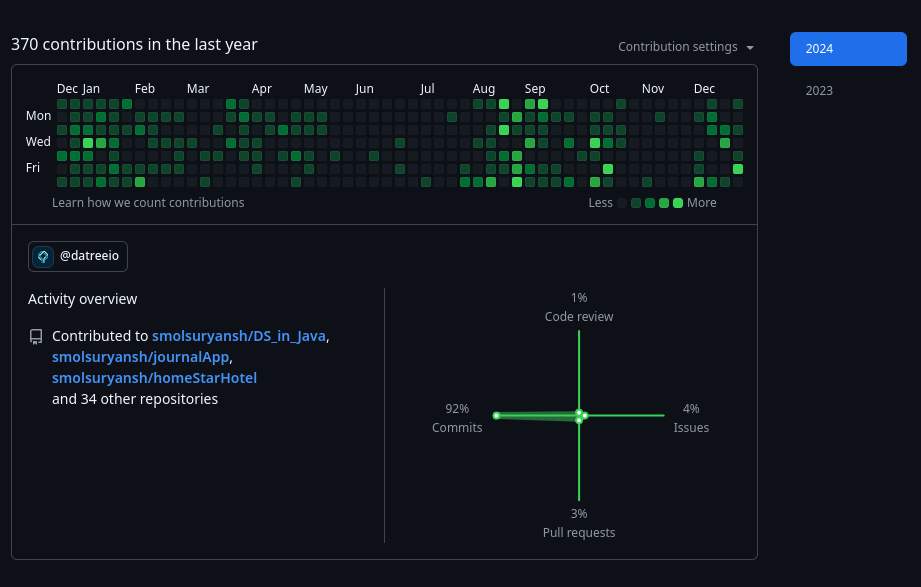 370 contributions in the last year
Contribution settings
2024
2023
Dec Jan Feb Mar Apr May Jun Jul Aug Sep Oct Nov Dec
Mon
Wed
Fri
Learn how we count contributions
Less More
@datreeio
Activity overview
Contributed to smolsuryansh/DS_in_Java,
smolsuryansh/journalApp,
smolsuryansh/homeStarHotel
and 34 other repositories
1%
Code review
92%
Commits
4%
Issues
3%
Pull requests